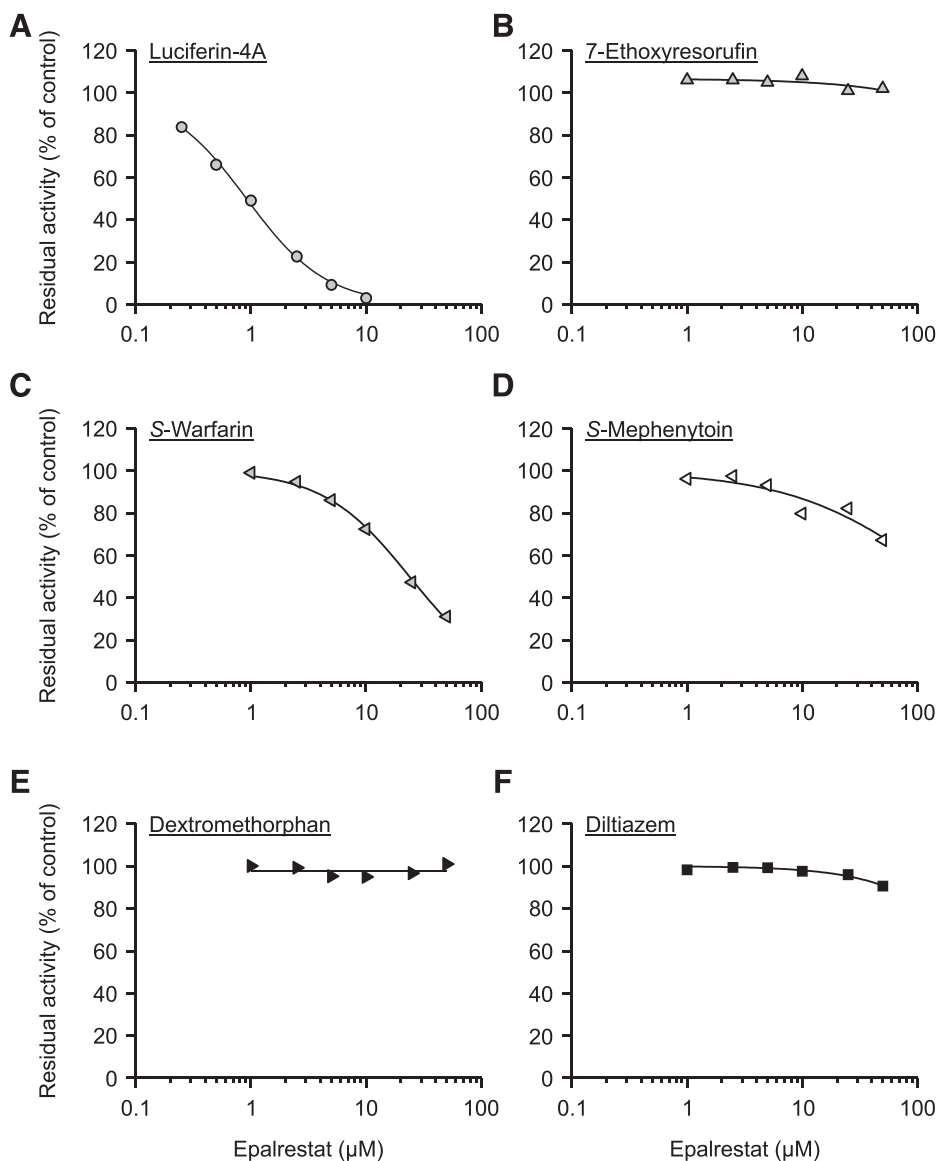 A
Luciferin-4A
Residual activity (% of control)
120
100
80
60
40
20
0
0.1 1 10 100
B
7-Ethoxyresorufin
120
100
80
60
40
20
0
0.1 1 10 100
C
S-Warfarin
Residual activity (% of control)
120
100
80
60
40
20
0
0.1 1 10 100
D
S-Mephenytoin
120
100
80
60
40
20
0
0.1 1 10 100
E
Dextromethorphan
Residual activity (% of control)
120
100
80
60
40
20
0
0.1 1 10 100
Epalrestat (μM)
F
Diltiazem
120
100
80
60
40
20
0
0.1 1 10 100
Epalrestat (μM)